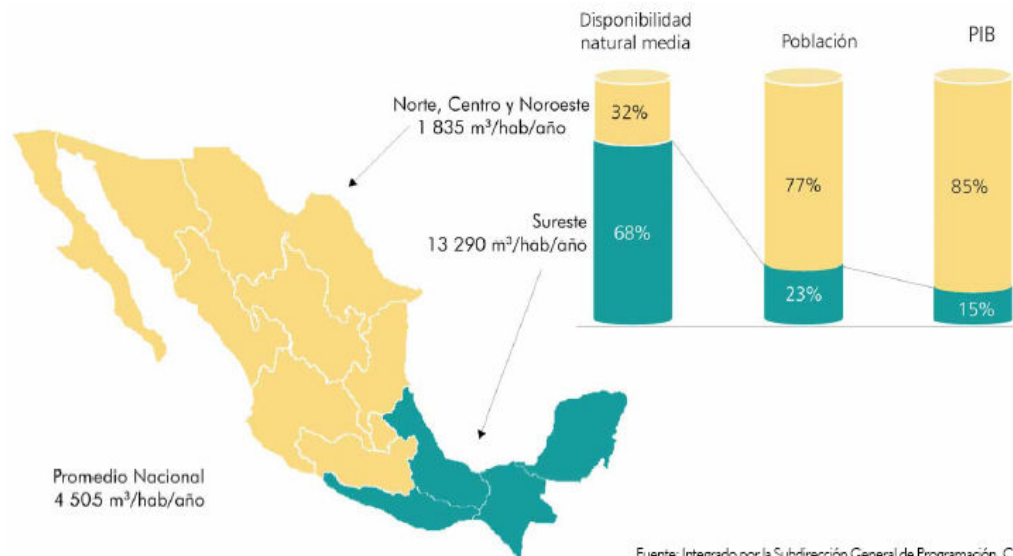 Disponibilidad
natural media
Población
PIB
Norte, Centro y Noroeste
1 835 m³/hab/año
32%
77%
85%
Sureste
13 290 m³/hab/año
68%
23%
15%
Promedio Nacional
4 505 m³/hab/año
Fuente: Integrado por la Subdirección General de Programación.